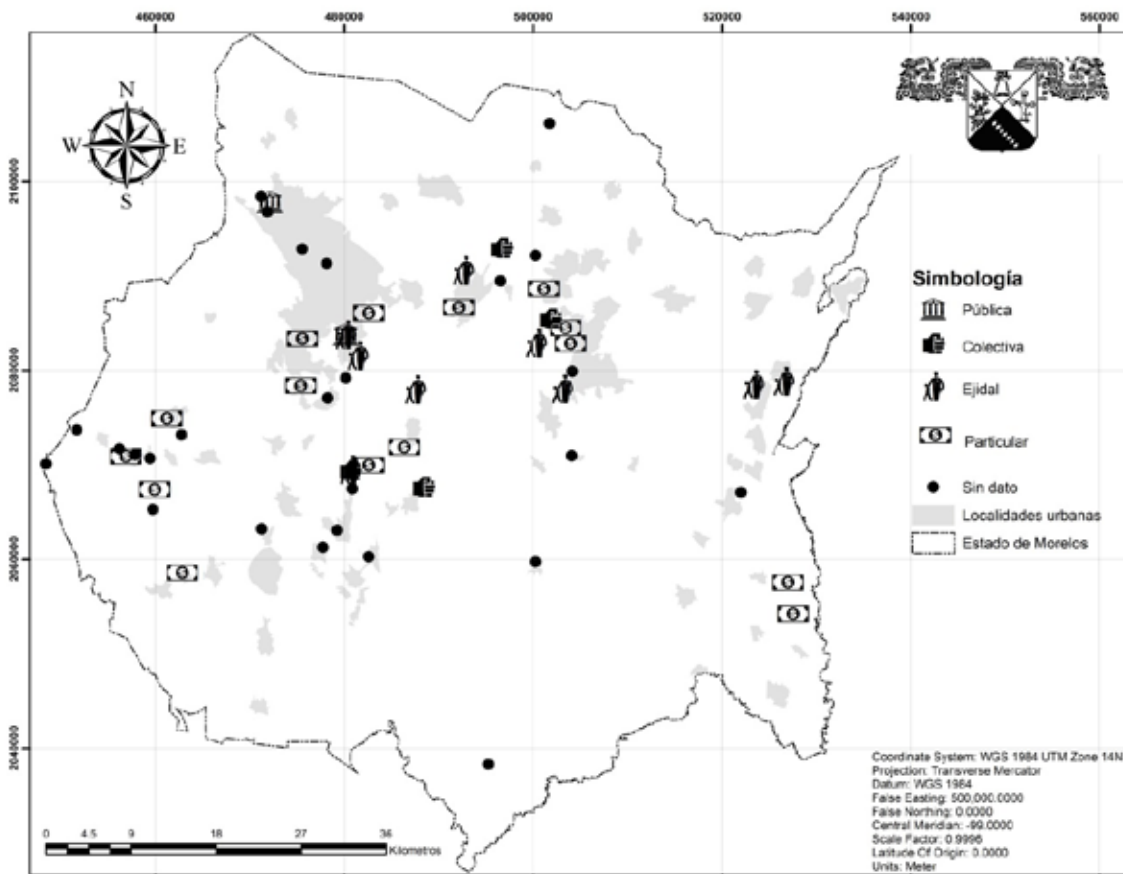 460000 480000 500000 520000 540000 560000
N
W E
S
2100000
2080000
2060000
2040000
Simbología
Pública
Colectiva
Ejidal
Particular
Sin dato
Localidades urbanas
Estado de Morelos
Coordinate System: WGS 1984 UTM Zone 14N
Projection: Transverse Mercator
Datum: WGS 1984
False Easting: 500,000.0000
False Northing: 0.0000
Central Meridian: -99.0000
Scale Factor: 0.9996
Latitude Of Origin: 0.0000
Units: Meter
0 4.5 9 18 27 36
Kilometros